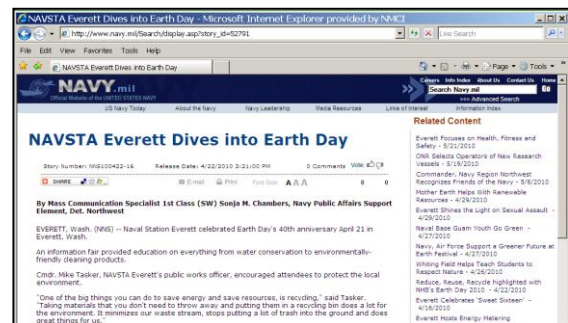 NAVSTA Everett Dives into Earth Day - Microsoft Internet Explorer provided by NMCI
http://www.navy.mil/Search/display.asp?story_id=52791
Live Search
File Edit View Favorites Tools Help
NAVSTA Everett Dives into Earth Day
Page Tools
NAVY.mil
Official Website of the UNITED STATES NAVY
Careers Info Index About Us Contact Us Home
Search Navy.mil Go
>>> Advanced Search
US Navy Today About the Navy Navy Leadership Media Resources Links of Interest Information Index
NAVSTA Everett Dives into Earth Day
Story Number: NNS100422-16 Release Date: 4/22/2010 3:21:00 PM 0 Comments Vote:
SHARE E-mail Print Font Size A A A 0 0
By Mass Communication Specialist 1st Class (SW) Sonja M. Chambers, Navy Public Affairs Support
Element, Det. Northwest
EVERETT, Wash. (NNS) -- Naval Station Everett celebrated Earth Day's 40th anniversary April 21 in
Everett, Wash.
An information fair provided education on everything from water conservation to environmentally-
friendly cleaning products.
Cmdr. Mike Tasker, NAVSTA Everett's public works officer, encouraged attendees to protect the local
environment.
"One of the big things you can do to save energy and save resources, is recycling," said Tasker.
"Taking materials that you don't need to throw away and putting them in a recycling bin does a lot for
the environment. It minimizes our waste stream, stops putting a lot of trash into the ground and does
great things for us."
Related Content
Everett Focuses on Health, Fitness and
Safety - 5/21/2010
ONR Selects Operators of New Research
Vessels - 5/19/2010
Commander, Navy Region Northwest
Recognizes Friends of the Navy - 5/6/2010
Mother Earth Helps With Renewable
Resources - 4/29/2010
Everett Shines the Light on Sexual Assault -
4/29/2010
Naval Base Guam Youth Go Green -
4/27/2010
Navy, Air Force Support a Greener Future at
Earth Festival - 4/27/2010
Whiting Field Helps Teach Students to
Respect Nature - 4/26/2010
Reduce, Reuse, Recycle highlighted with
NMB's Earth Day 2010 - 4/22/2010
Everett Celebrates 'Sweet Sixteen' -
4/16/2010
Everett Hosts Energy Metering